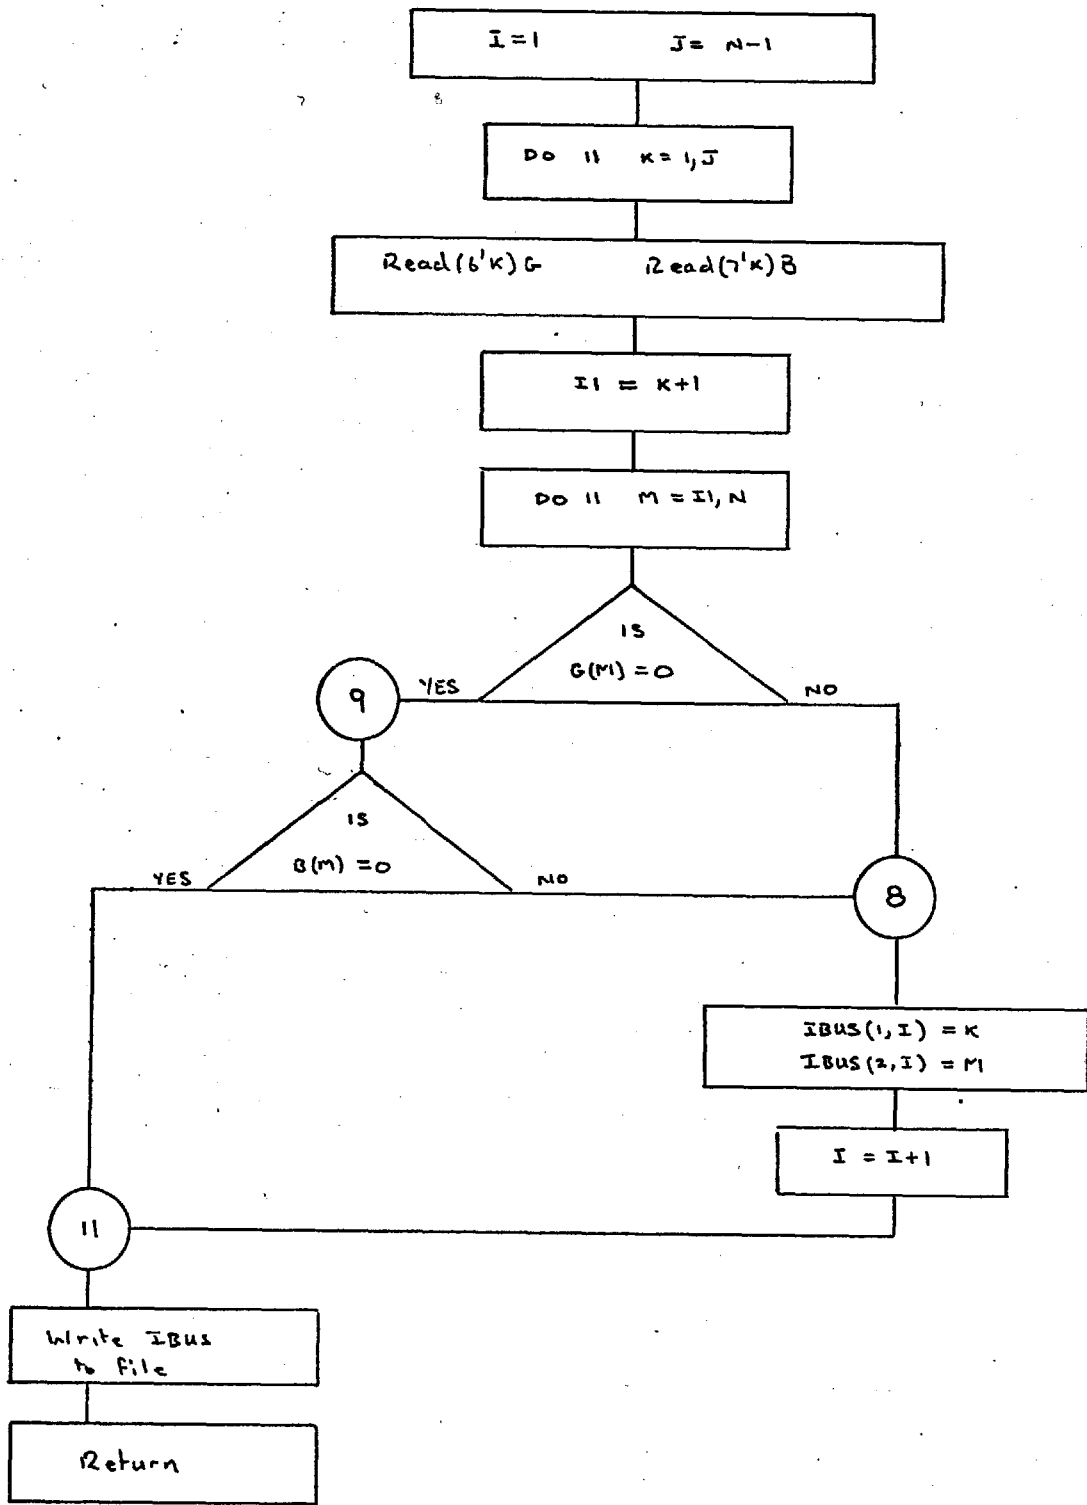 I=1 J= N-1
DO 11 K= 1,J
Read(6'K)G Read(7'K)B
I1 = K+1
DO 11 M = I1,N
IS
G(M) = 0
YES
NO
9
IS
B(M) = 0
YES
NO
8
IBUS(1,I) = K
IBUS(2,I) = M
I = I+1
11
Write IBUS
to file
Return